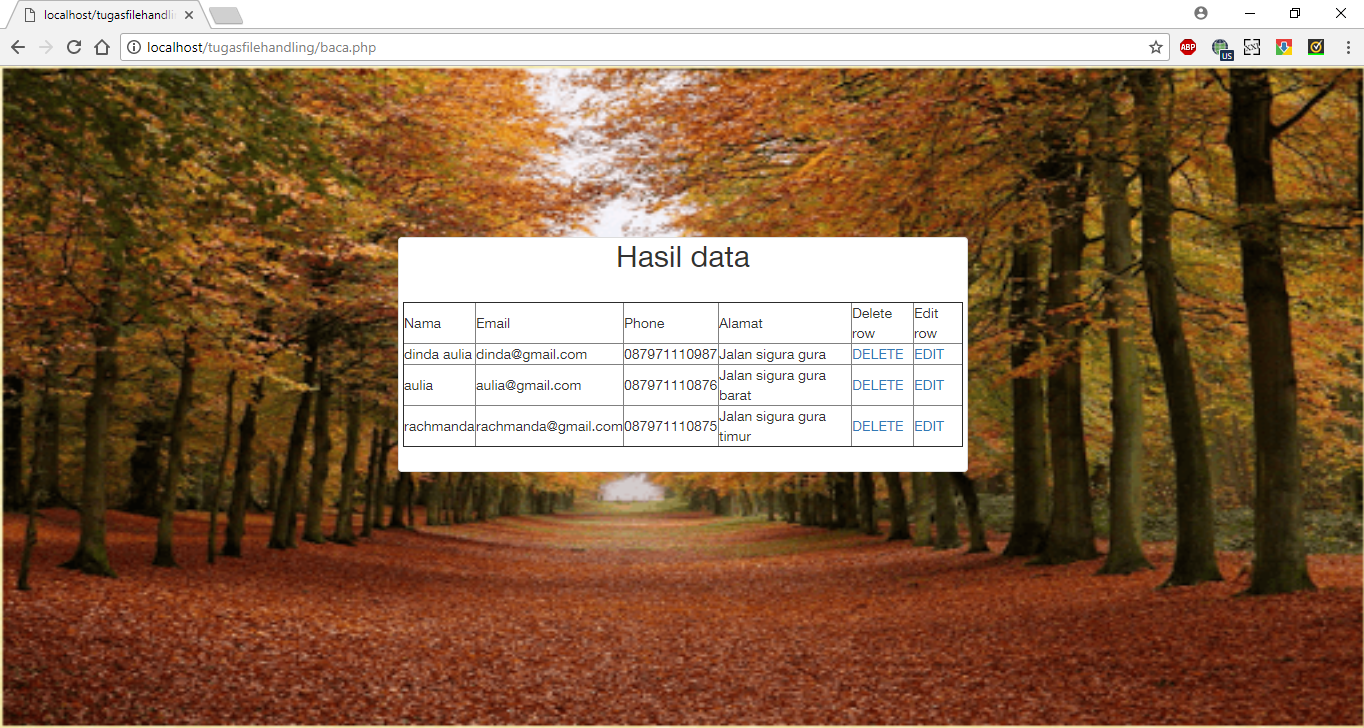 localhost/tugasfilehandli
localhost/tugasfilehandling/baca.php
ABP
US
Hasil data
Nama Email Phone Alamat Delete row Edit row
dinda aulia dinda@gmail.com 087971110987 Jalan sigura gura DELETE EDIT
aulia aulia@gmail.com 087971110876 Jalan sigura gura barat DELETE EDIT
rachmanda rachmanda@gmail.com 087971110875 Jalan sigura gura timur DELETE EDIT